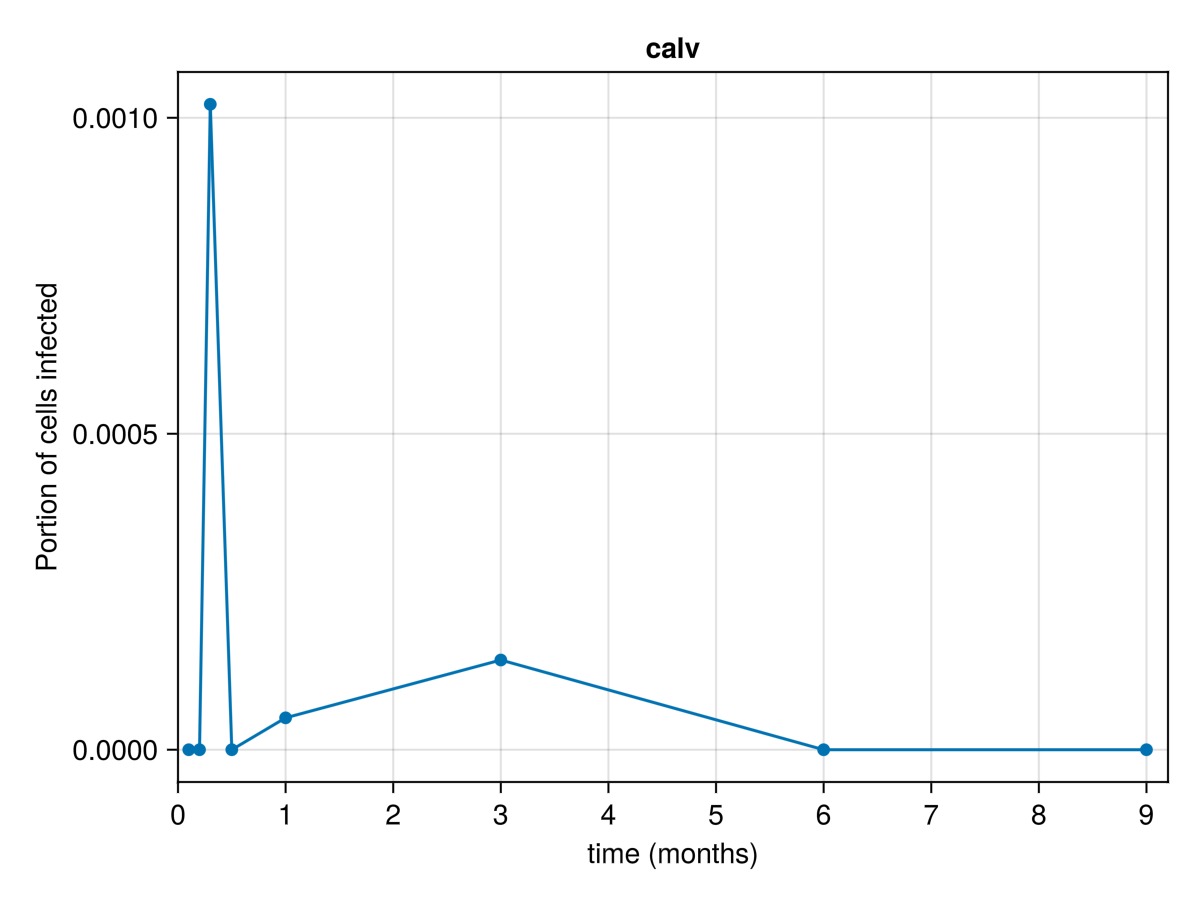 calv
0.0010
0.0005
0.0000
Portion of cells infected
0 1 2 3 4 5 6 7 8 9
time (months)